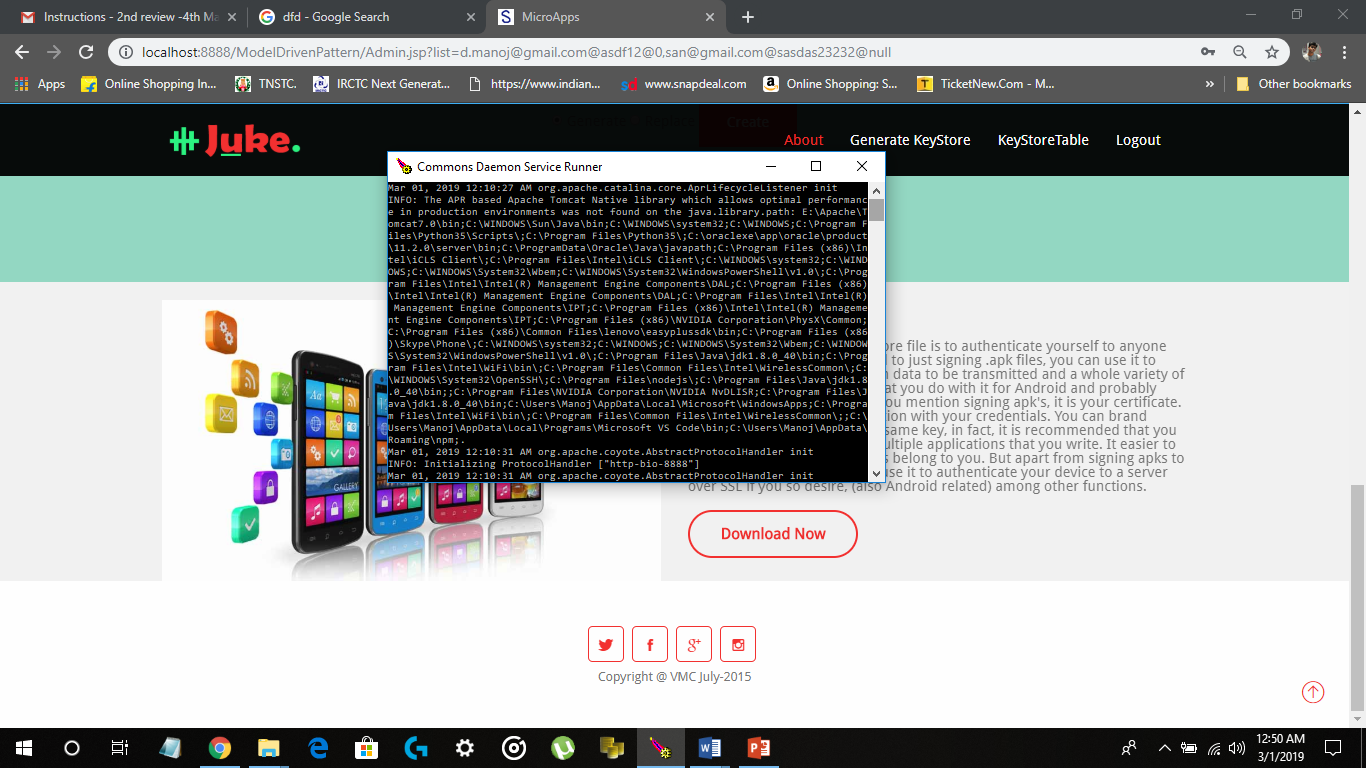 Instructions - 2nd review -4th Ma
dfd - Google Search
S MicroApps
localhost:8888/ModelDrivenPattern/Admin.jsp?list=d.manoj@gmail.com@asdf12@0,san@gmail.com@sasdas23232@null
Apps
Online Shopping In...
TNSTC.
IRCTC Next Generat...
https://www.indian...
sd www.snapdeal.com
a Online Shopping: S...
T TicketNew.Com - M...
»
Other bookmarks
Create
Juke.
About
Generate KeyStore
KeyStoreTable
Logout
Commons Daemon Service Runner
Mar 01, 2019 12:10:27 AM org.apache.catalina.core.AprLifecycleListener init
INFO: The APR based Apache Tomcat Native library which allows optimal performanc
e in production environments was not found on the java.library.path: E:\Apache\T
omcat7.0\bin;C:\WINDOWS\Sun\Java\bin;C:\WINDOWS\system32;C:\WINDOWS;C:\Program F
iles\Python35\Scripts\;C:\Program Files\Python35\;C:\oraclexe\app\oracle\product
\11.2.0\server\bin;C:\ProgramData\Oracle\Java\javapath;C:\Program Files (x86)\In
tel\iCLS Client\;C:\Program Files\Intel\iCLS Client\;C:\WINDOWS\system32;C:\WIND
OWS;C:\WINDOWS\System32\Wbem;C:\WINDOWS\System32\WindowsPowerShell\v1.0\;C:\Prog
ram Files\Intel\Intel(R) Management Engine Components\DAL;C:\Program Files (x86)
\Intel\Intel(R) Management Engine Components\DAL;C:\Program Files\Intel\Intel(R)
 Management Engine Components\IPT;C:\Program Files (x86)\Intel\Intel(R) Manageme
nt Engine Components\IPT;C:\Program Files (x86)\NVIDIA Corporation\PhysX\Common;
C:\Program Files (x86)\Common Files\lenovo\easyplussdk\bin;C:\Program Files (x86
)\Skype\Phone\;C:\WINDOWS\system32;C:\WINDOWS;C:\WINDOWS\System32\Wbem;C:\WINDOW
S\System32\WindowsPowerShell\v1.0\;C:\Program Files\Java\jdk1.8.0_40\bin;C:\Prog
ram Files\Intel\WiFi\bin\;C:\Program Files\Common Files\Intel\WirelessCommon\;C:
\WINDOWS\System32\OpenSSH\;C:\Program Files\nodejs\;C:\Program Files\Java\jdk1.8
.0_40\bin;;C:\Program Files\NVIDIA Corporation\NVIDIA NvDLISR;C:\Program Files\J
ava\jdk1.8.0_40\bin;C:\Users\Manoj\AppData\Local\Microsoft\WindowsApps;C:\Progra
m Files\Intel\WiFi\bin\;C:\Program Files\Common Files\Intel\WirelessCommon\;;C:\
Users\Manoj\AppData\Local\Programs\Microsoft VS Code\bin;C:\Users\Manoj\AppData\
Roaming\npm;.
Mar 01, 2019 12:10:31 AM org.apache.coyote.AbstractProtocolHandler init
INFO: Initializing ProtocolHandler ["http-bio-8888"]
Mar 01, 2019 12:10:31 AM org.apache.coyote.AbstractProtocolHandler init
ore file is to authenticate yourself to anyone
to just signing .apk files, you can use it to
data to be transmitted and a whole variety of
at you do with it for Android and probably
ou mention signing apk's, it is your certificate.
ion with your credentials. You can brand
same key, in fact, it is recommended that you
ultiple applications that you write. It easier to
s belong to you. But apart from signing apks to
use it to authenticate your device to a server
over SSL if you so desire, (also Android related) among other functions.
GALLERY
Download Now
Copyright @ VMC July-2015
12:50 AM
3/1/2019